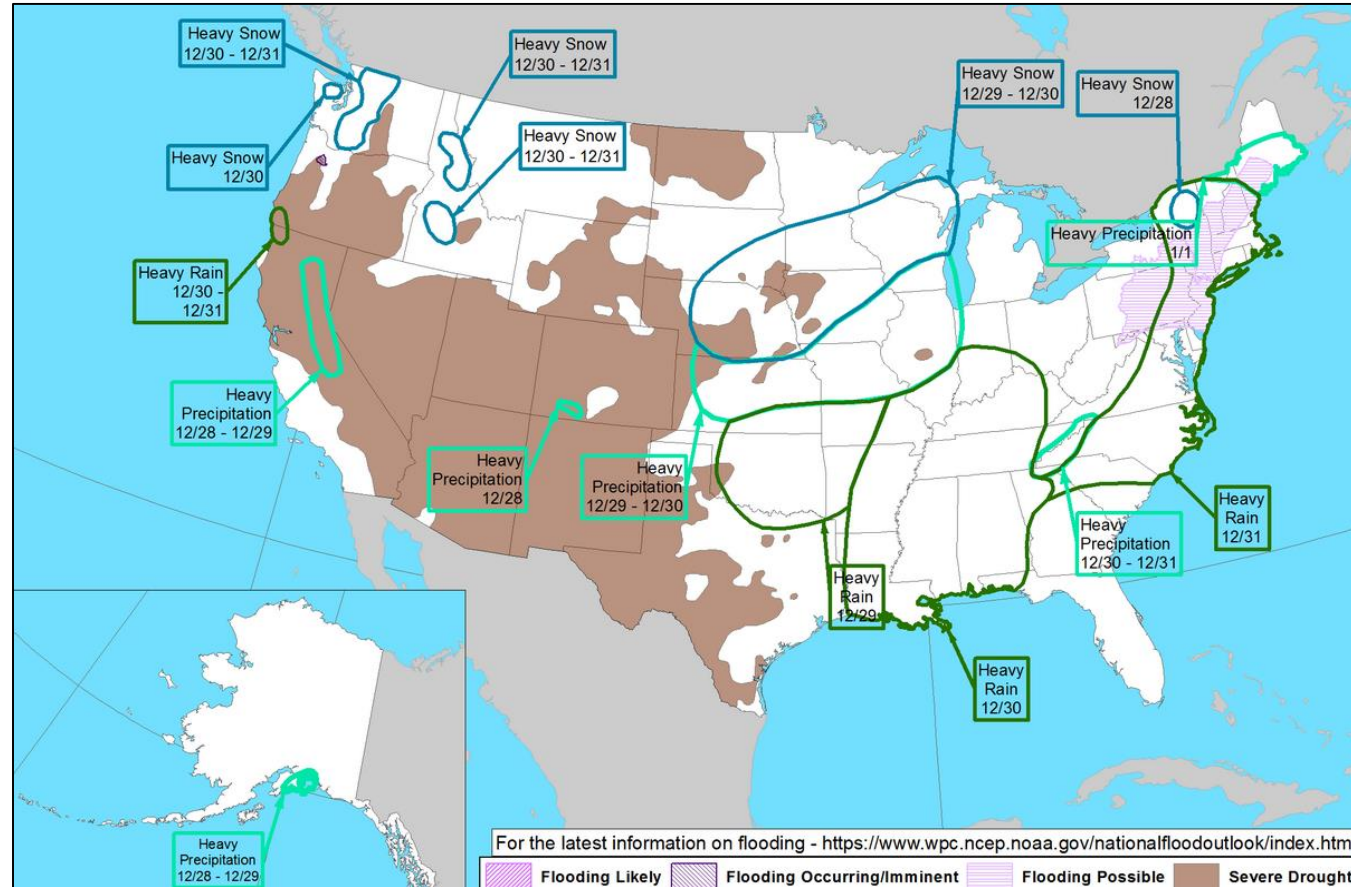 Heavy Snow
12/30 - 12/31
Heavy Snow
12/30 - 12/31
Heavy Snow
12/29 - 12/30
Heavy Snow
12/28
Heavy Snow
12/30
Heavy Snow
12/30 - 12/31
Heavy Precipitation
1/1
Heavy Rain
12/30 -
12/31
Heavy
Precipitation
12/28 - 12/29
Heavy
Precipitation
12/28
Heavy
Precipitation
12/29 - 12/30
Heavy
Rain
12/29
Heavy
Precipitation
12/30 - 12/31
Heavy
Rain
12/31
Heavy
Rain
12/30
Heavy
Precipitation
12/28 - 12/29
For the latest information on flooding - https://www.wpc.ncep.noaa.gov/nationalfloodoutlook/index.htm
Flooding Likely Flooding Occurring/Imminent Flooding Possible Severe Drought